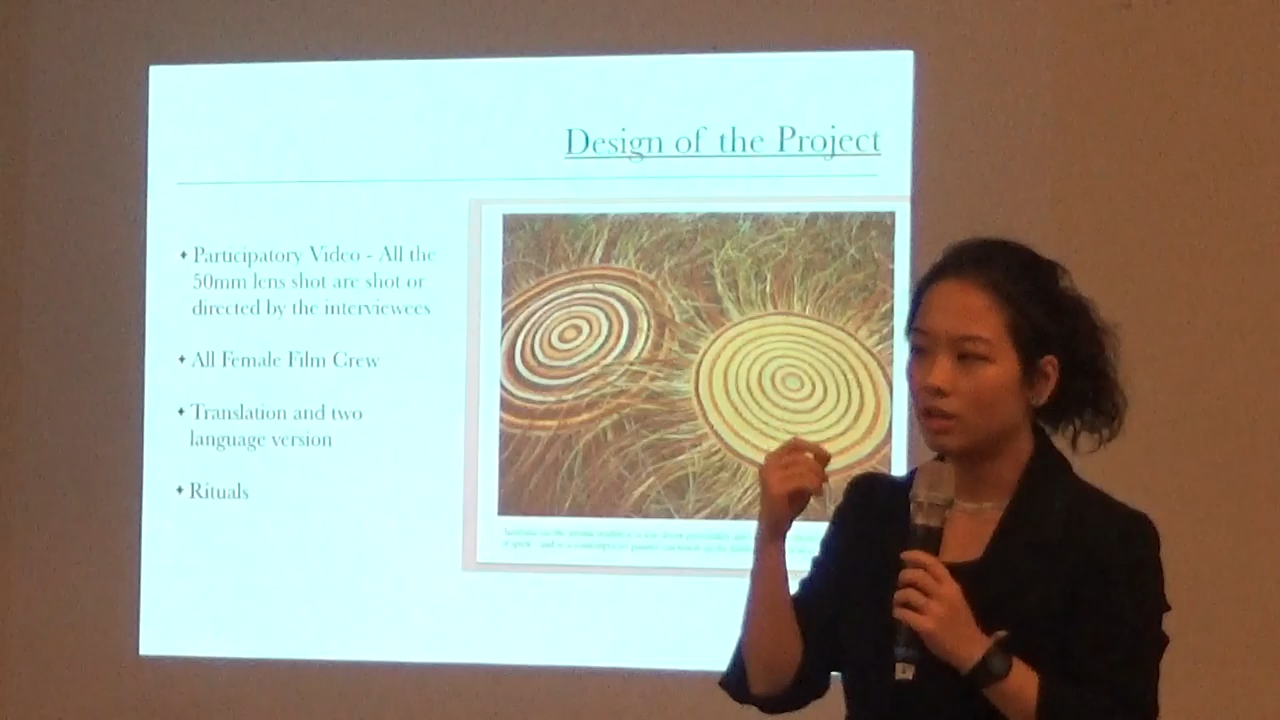 Design of the Project
✦ Participatory Video - All the
50mm lens shot are shot or
directed by the interviewees
✦ All Female Film Crew
✦ Translation and two
language version
✦ Rituals